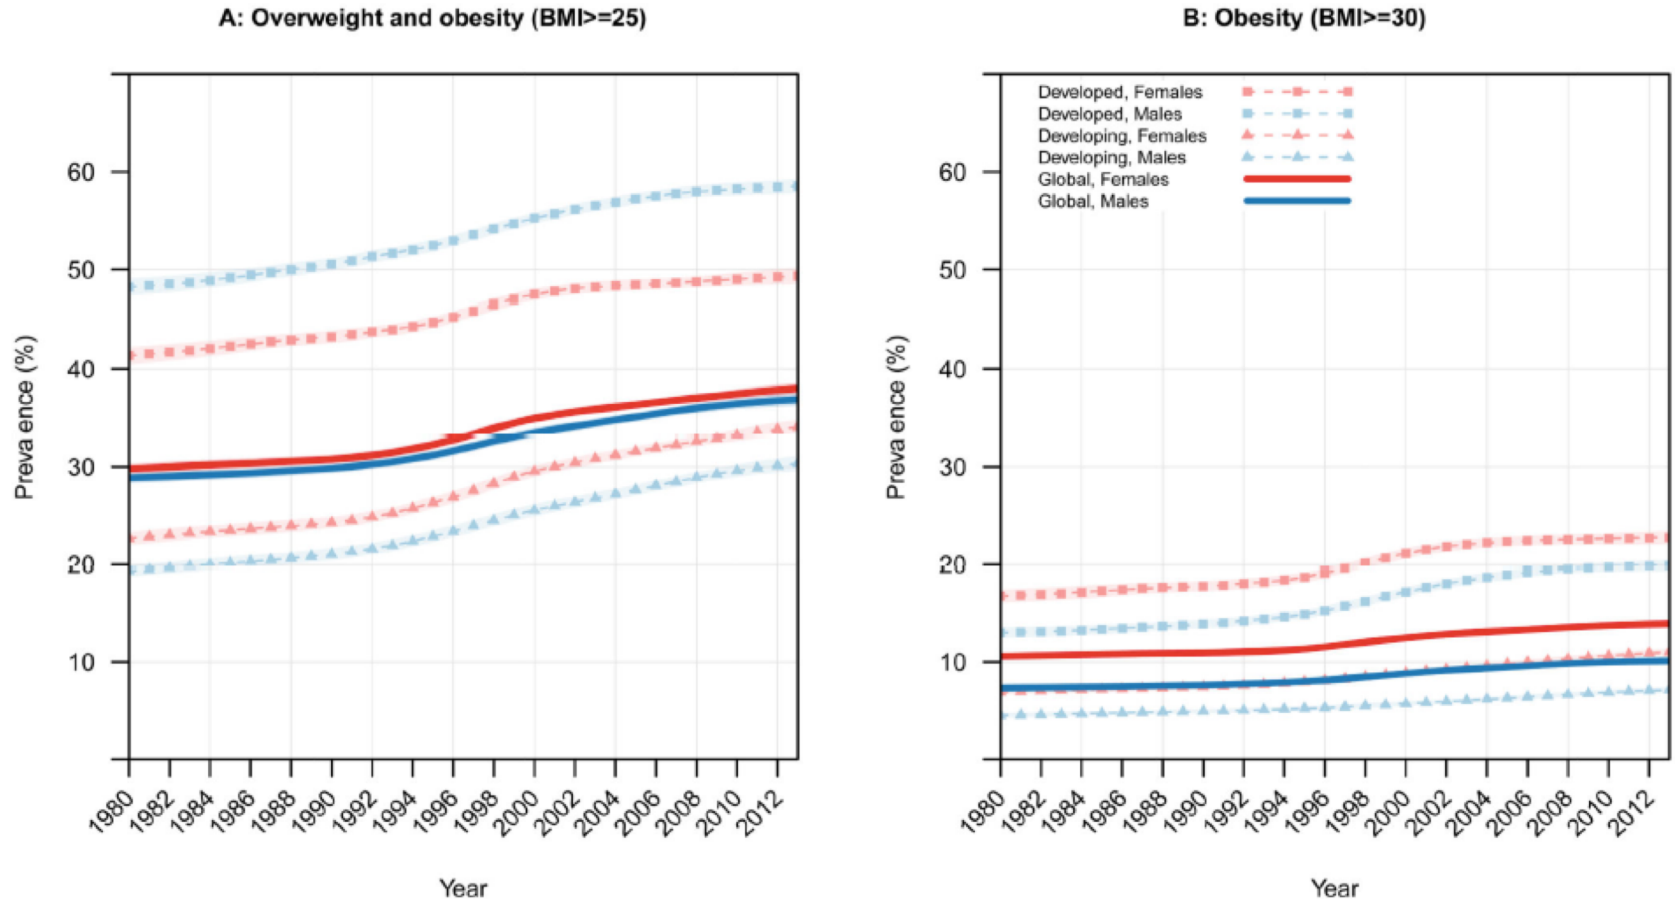 A: Overweight and obesity (BMI>=25)
60
50
40
30
20
10
Preva ence (%)
1980 1982 1984 1986 1988 1990 1992 1994 1996 1998 2000 2002 2004 2006 2008 2010 2012
Year
B: Obesity (BMI>=30)
Developed, Females
Developed, Males
Developing, Females
Developing, Males
Global, Females
Global, Males
60
50
40
30
20
10
Preva ence (%)
1980 1982 1984 1986 1988 1990 1992 1994 1996 1998 2000 2002 2004 2006 2008 2010 2012
Year